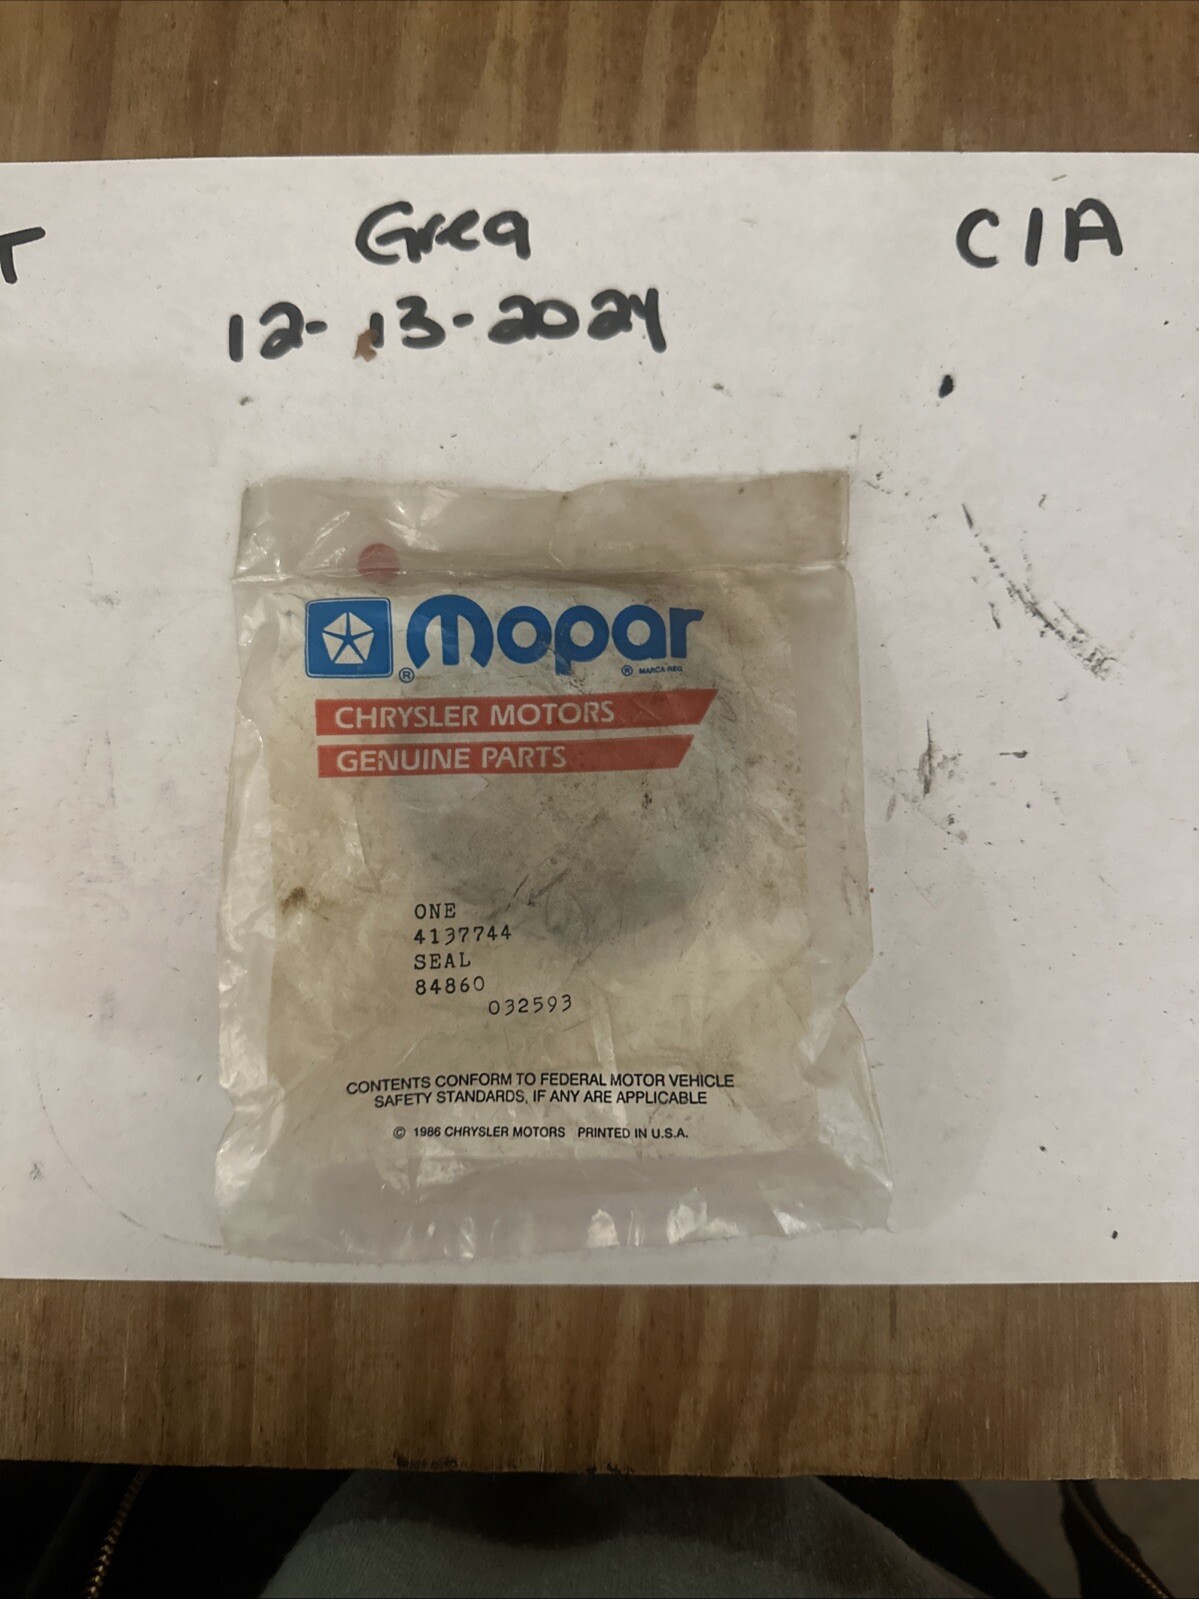 T Greg CIA
12-13-2024
Mopar
® ® MARCA REG
CHRYSLER MOTORS
GENUINE PARTS
ONE
4137744
SEAL
84860
032593
CONTENTS CONFORM TO FEDERAL MOTOR VEHICLE
SAFETY STANDARDS, IF ANY ARE APPLICABLE
© 1986 CHRYSLER MOTORS PRINTED IN U.S.A.